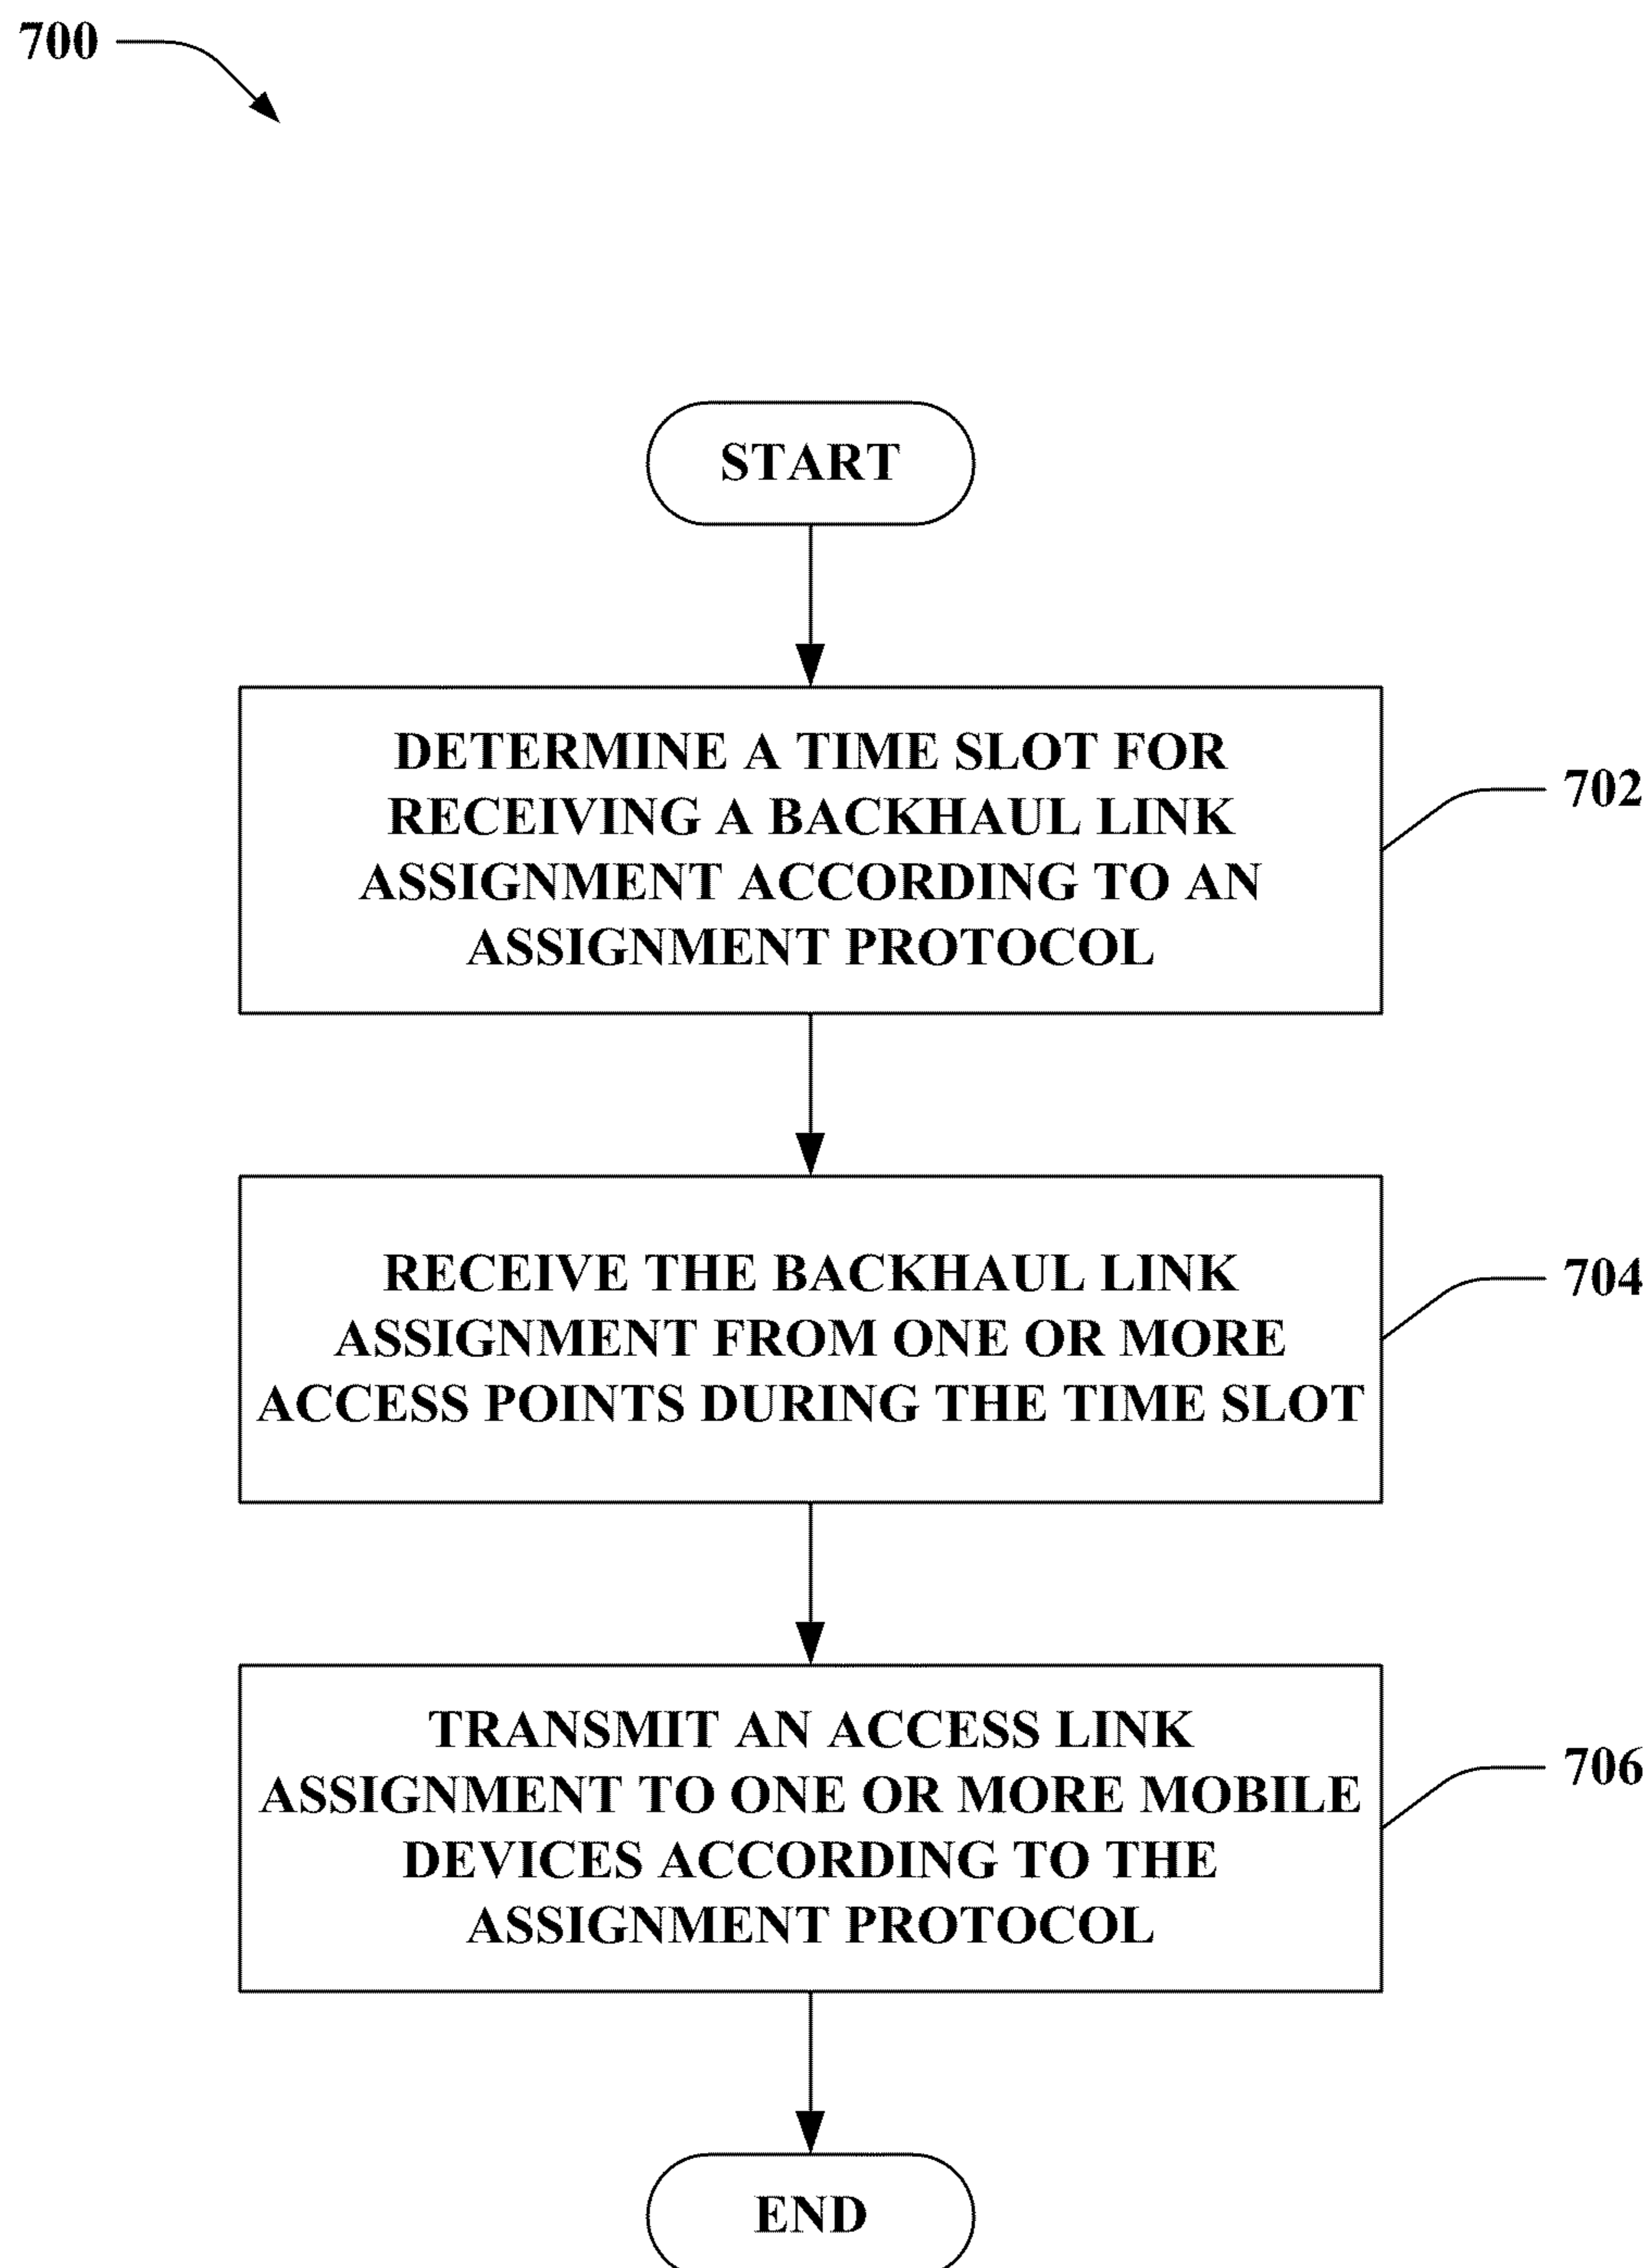 700
START
DETERMINE A TIME SLOT FOR
RECEIVING A BACKHAUL LINK
ASSIGNMENT ACCORDING TO AN
ASSIGNMENT PROTOCOL
702
RECEIVE THE BACKHAUL LINK
ASSIGNMENT FROM ONE OR MORE
ACCESS POINTS DURING THE TIME SLOT
704
TRANSMIT AN ACCESS LINK
ASSIGNMENT TO ONE OR MORE MOBILE
DEVICES ACCORDING TO THE
ASSIGNMENT PROTOCOL
706
END